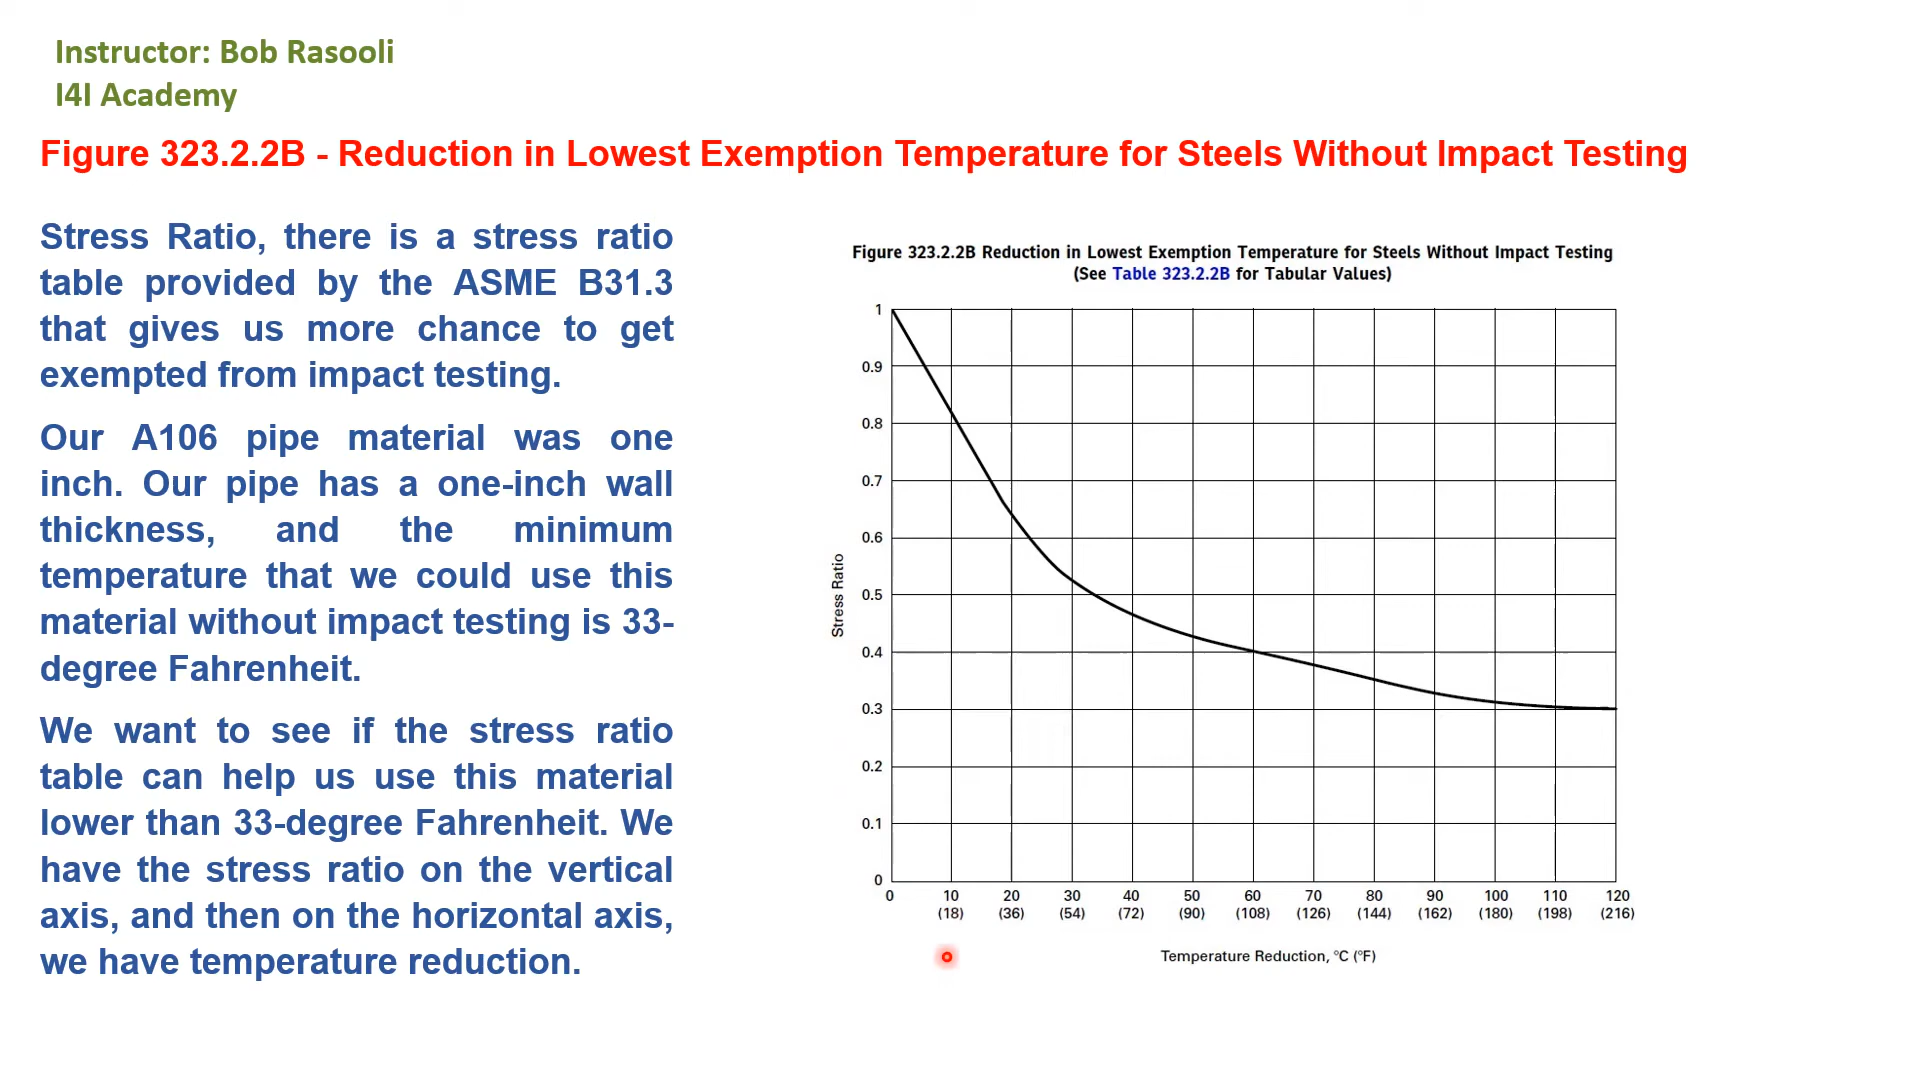 Instructor: Bob Rasooli
I4I Academy
Figure 323.2.2B - Reduction in Lowest Exemption Temperature for Steels Without Impact Testing
Stress Ratio, there is a stress ratio
table provided by the ASME B31.3
that gives us more chance to get
exempted from impact testing.
Our A106 pipe material was one
inch. Our pipe has a one-inch wall
thickness, and the minimum
temperature that we could use this
material without impact testing is 33-
degree Fahrenheit.
We want to see if the stress ratio
table can help us use this material
lower than 33-degree Fahrenheit. We
have the stress ratio on the vertical
axis, and then on the horizontal axis,
we have temperature reduction.
Figure 323.2.2B Reduction in Lowest Exemption Temperature for Steels Without Impact Testing
(See Table 323.2.2B for Tabular Values)
1
0.9
0.8
0.7
0.6
0.5
0.4
0.3
0.2
0.1
0
Stress Ratio
0 10 20 30 40 50 60 70 80 90 100 110 120
(18) (36) (54) (72) (90) (108) (126) (144) (162) (180) (198) (216)
Temperature Reduction, °C (°F)